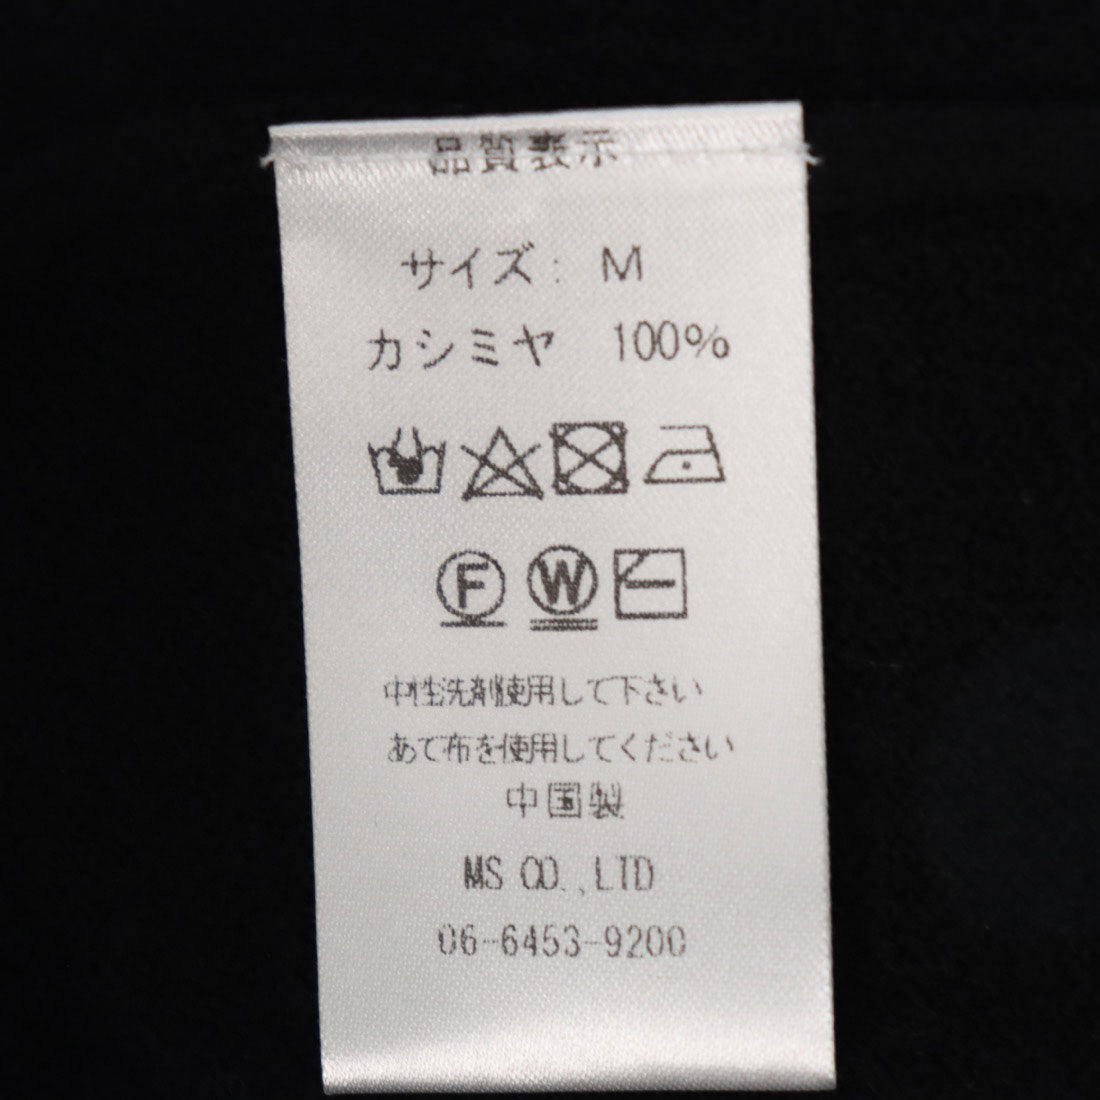 品質表示
サイズ: M
カシミヤ 100%
F W
中性洗剤使用して下さい
あて布を使用してください
中国製
MS CO.,LTD
06-6453-9200